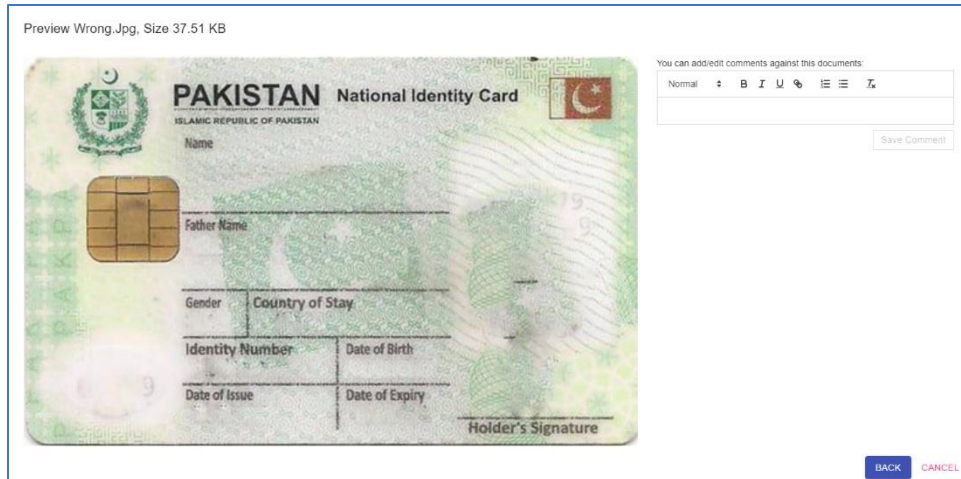 Preview Wrong.Jpg, Size 37.51 KB
You can add/edit comments against this documents:
Normal B I U
Save Comment
PAKISTAN National Identity Card
ISLAMIC REPUBLIC OF PAKISTAN
Name
Father Name
Gender Country of Stay
Identity Number Date of Birth
Date of Issue Date of Expiry
Holder's Signature
BACK CANCEL